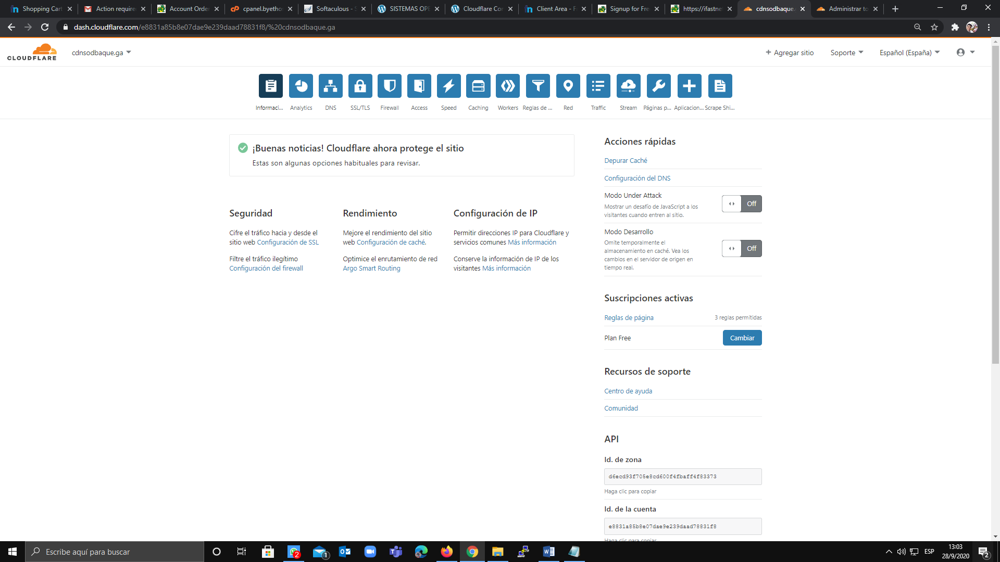 Shopping Cart
Action require
Account Order
cpanel.byetho
Softaculous - S
SISTEMAS OPE
Cloudflare Cor
Client Area - F
Signup for Fre
https://ifastne
cdnsodbaque.
Administrar to
dash.cloudflare.com/e8831a85b8e07dae9e239daad78831f8/%20cdnsodbaque.ga
CLOUDFLARE
cdnsodbaque.ga
+ Agregar sitio
Soporte
Español (España)
Informaci...
Analytics
DNS
SSL/TLS
Firewall
Access
Speed
Caching
Workers
Reglas de ...
Red
Traffic
Stream
Páginas p...
Aplicacion...
Scrape Shi...
¡Buenas noticias! Cloudflare ahora protege el sitio
Estas son algunas opciones habituales para revisar.
Seguridad
Cifre el tráfico hacia y desde el
sitio web Configuración de SSL
Filtre el tráfico ilegítimo
Configuración del firewall
Rendimiento
Mejore el rendimiento del sitio
web Configuración de caché.
Optimice el enrutamiento de red
Argo Smart Routing
Configuración de IP
Permitir direcciones IP para Cloudflare y
servicios comunes Más información
Conserve la información de IP de los
visitantes Más información
Acciones rápidas
Depurar Caché
Configuración del DNS
Modo Under Attack
Mostrar un desafío de JavaScript a los
visitantes cuando entren al sitio.
Off
Modo Desarrollo
Omite temporalmente el
almacenamiento en caché. Vea los
cambios en el servidor de origen en
tiempo real.
Off
Suscripciones activas
Reglas de página
3 reglas permitidas
Plan Free
Cambiar
Recursos de soporte
Centro de ayuda
Comunidad
API
Id. de zona
d6ecd93f705e8cd600f4fbaff4f83373
Haga clic para copiar
Id. de la cuenta
e8831a85b8e07dae9e239daad78831f8
Haga clic para copiar
Escribe aquí para buscar
2
1
ESP
13:03
28/9/2020
2